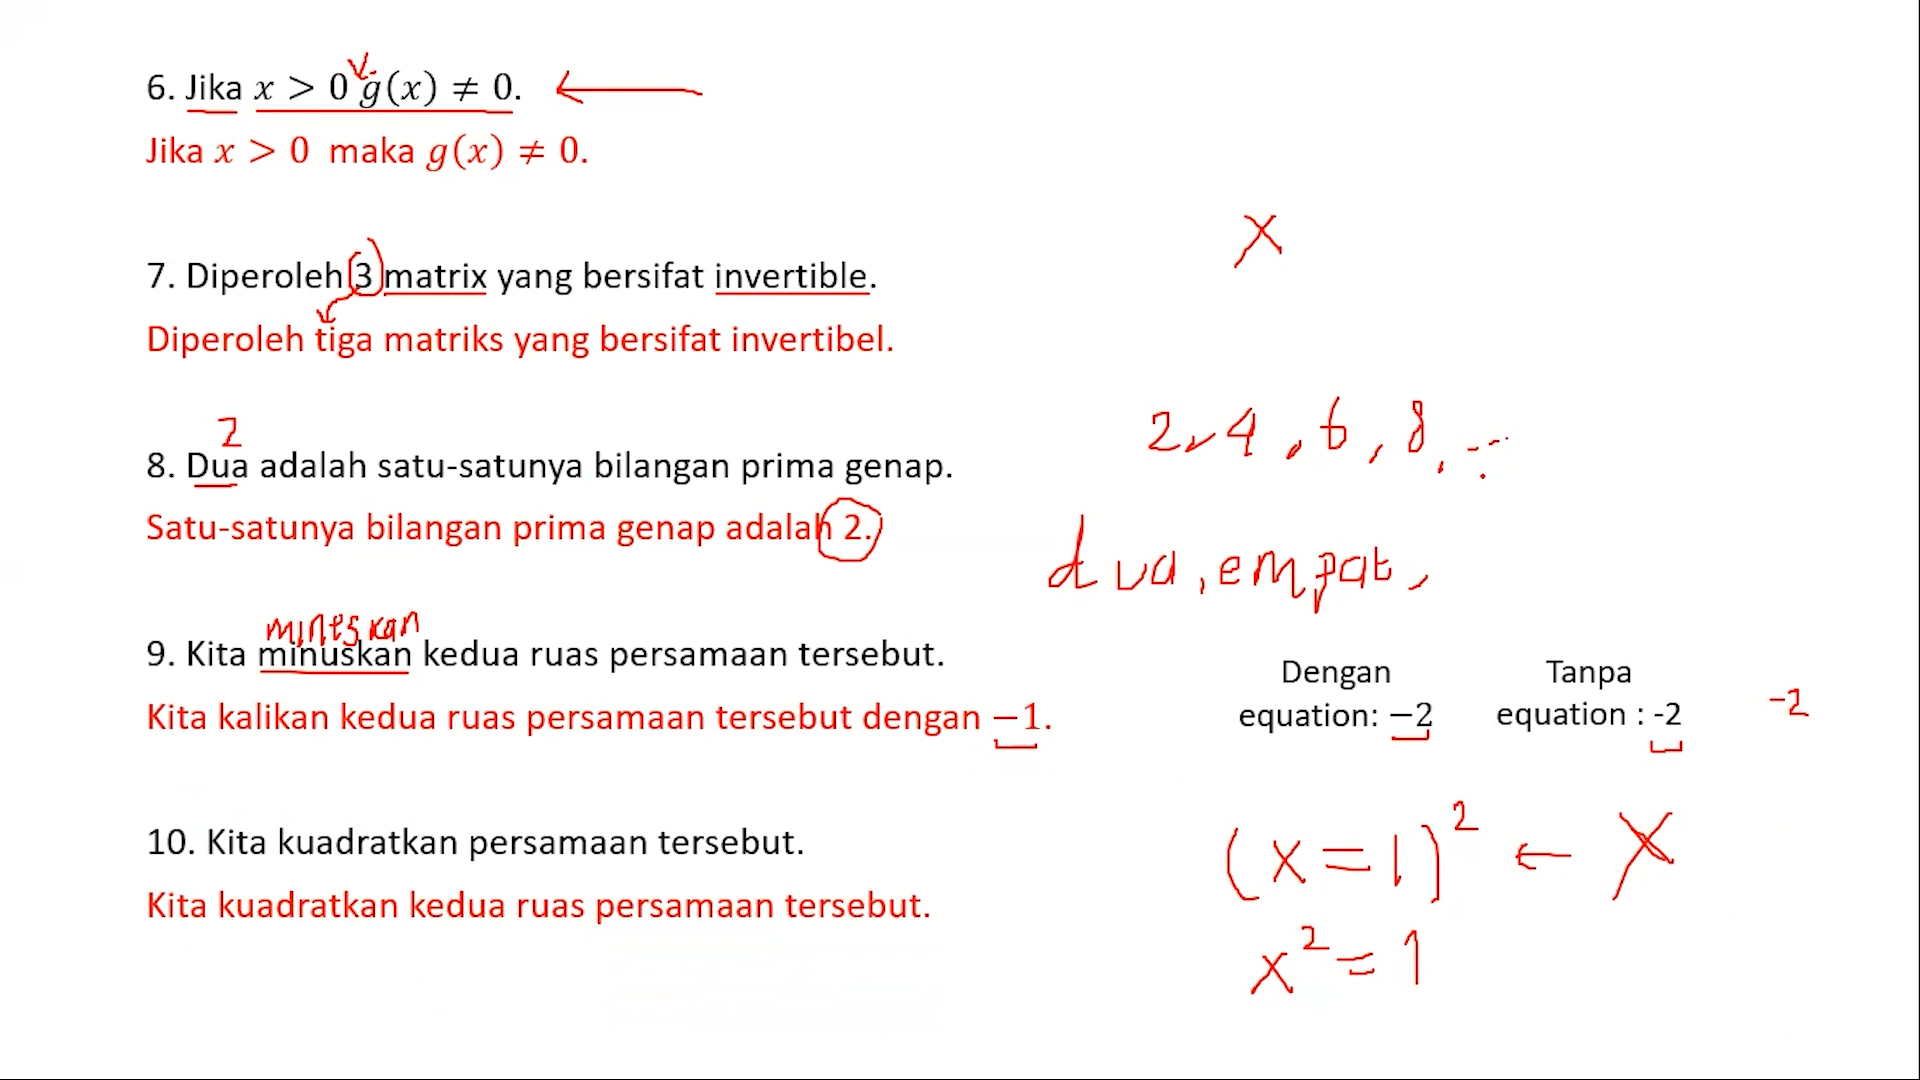 6. Jika x > 0 g(x) ≠ 0.
Jika x > 0 maka g(x) ≠ 0.
x
7. Diperoleh 3 matrix yang bersifat invertible.
Diperoleh tiga matriks yang bersifat invertibel.
2, 4, 6, 8, ...
2
8. Dua adalah satu-satunya bilangan prima genap.
Satu-satunya bilangan prima genap adalah 2.
dua, empat,
9. Kita minuskan kedua ruas persamaan tersebut.
Kita kalikan kedua ruas persamaan tersebut dengan −1.
Dengan
equation: −2
Tanpa
equation : -2
-2
10. Kita kuadratkan persamaan tersebut.
Kita kuadratkan kedua ruas persamaan tersebut.
(x = 1)² ← x
x² = 1